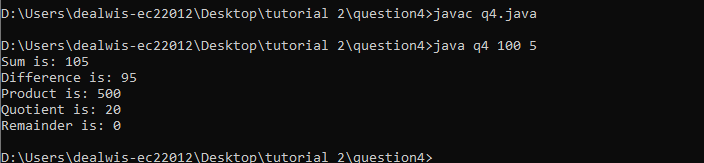 D:\Users\dealwis-ec22012\Desktop\tutorial 2\question4>javac q4.java
D:\Users\dealwis-ec22012\Desktop\tutorial 2\question4>java q4 100 5
Sum is: 105
Difference is: 95
Product is: 500
Quotient is: 20
Remainder is: 0
D:\Users\dealwis-ec22012\Desktop\tutorial 2\question4>